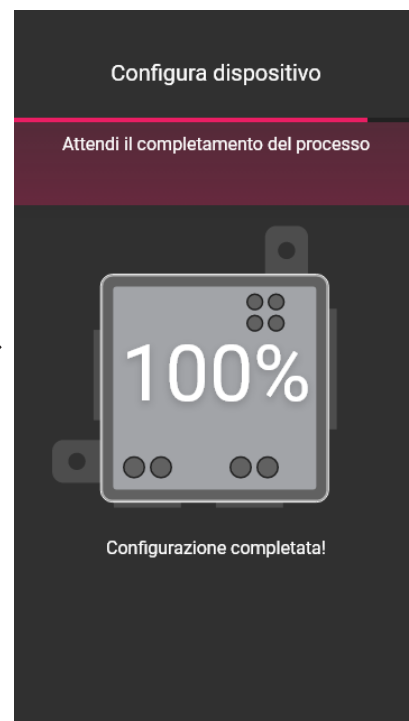 Configura dispositivo
Attendi il completamento del processo
100%
Configurazione completata!